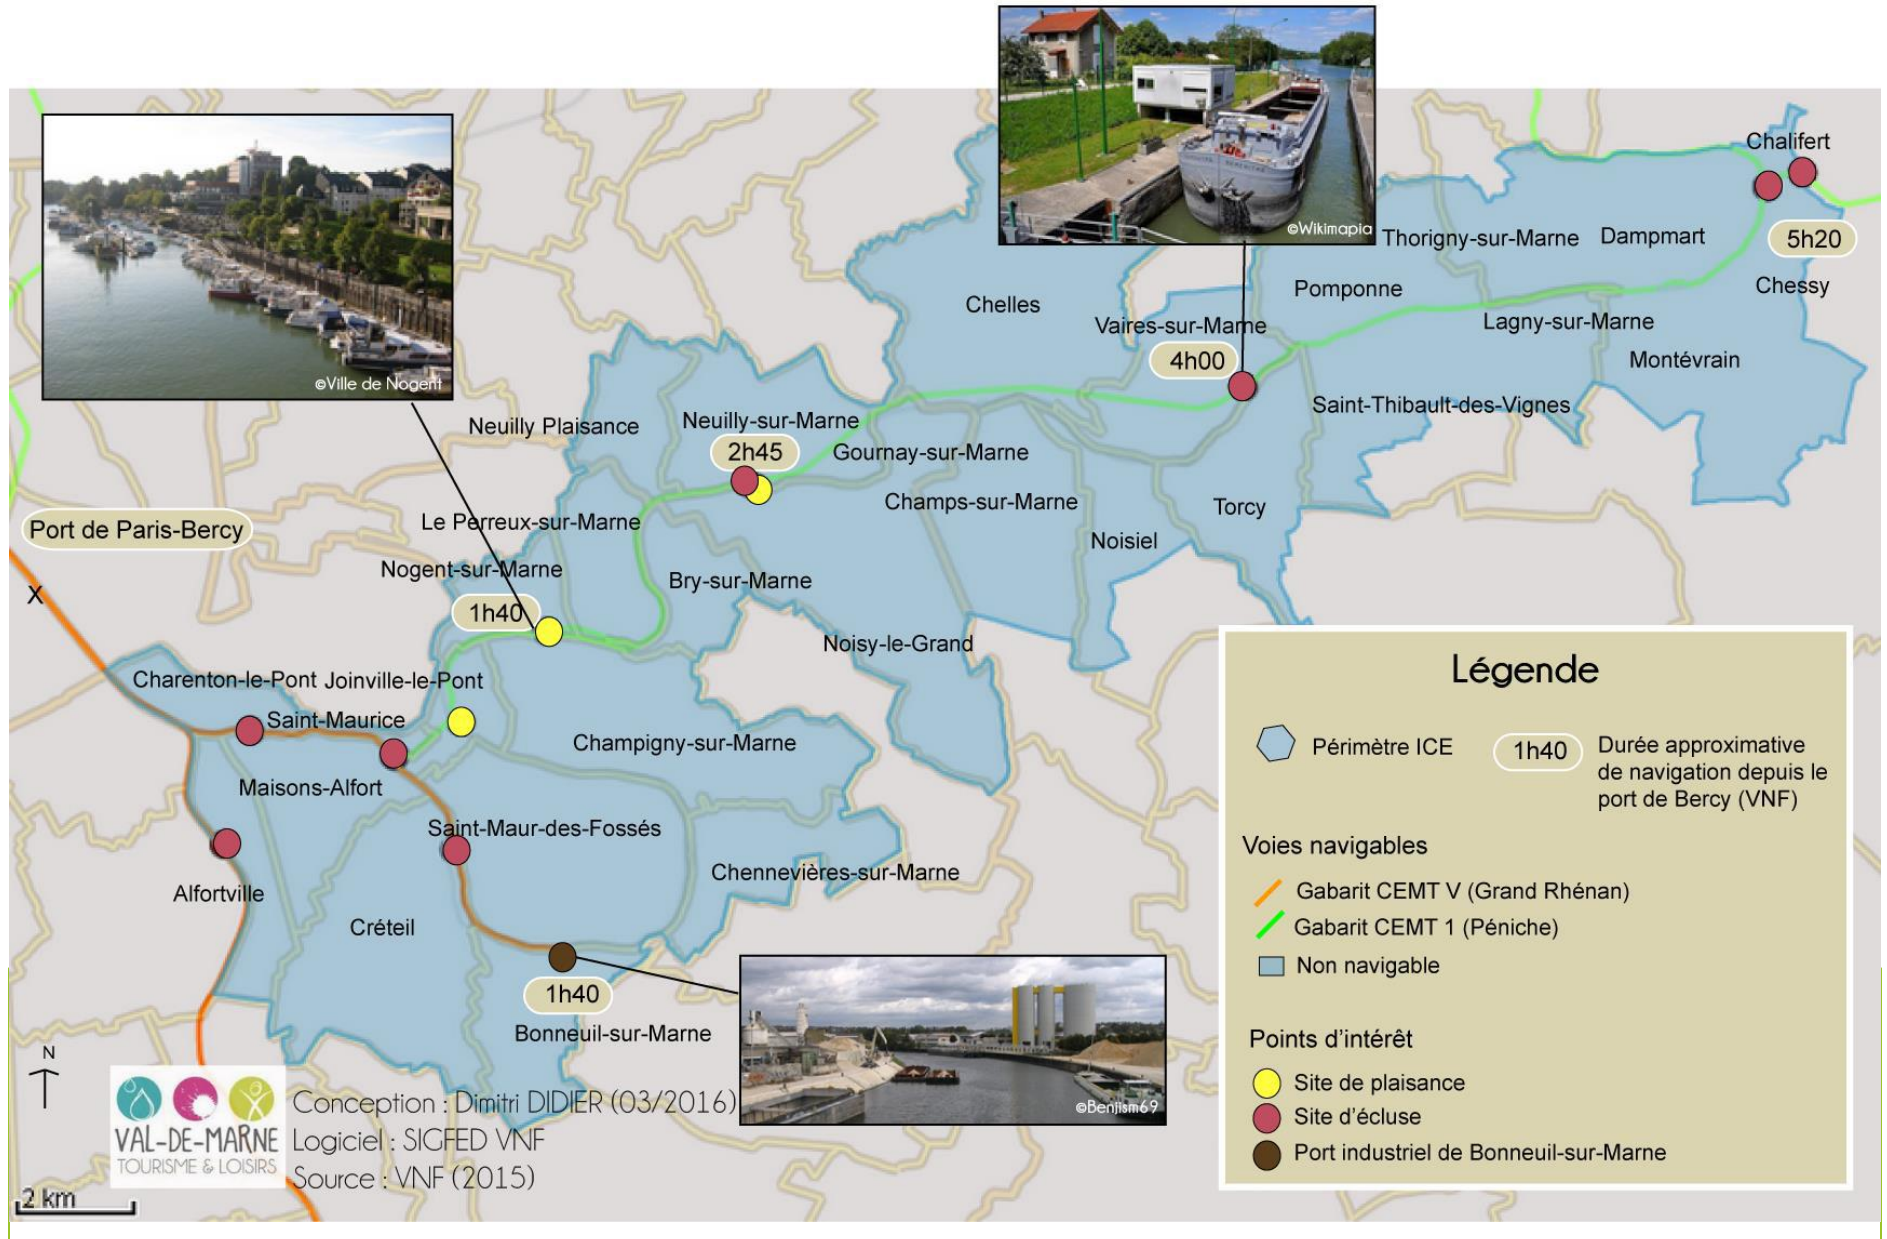 ©Wikimapia
©Ville de Nogent
Chalifert
5h20
Thorigny-sur-Marne
Dampmart
Chessy
Pomponne
Chelles
Vaires-sur-Marne
4h00
Lagny-sur-Marne
Montévrain
Saint-Thibault-des-Vignes
Neuilly Plaisance
Neuilly-sur-Marne
2h45
Gournay-sur-Marne
Champs-sur-Marne
Torcy
Noisiel
Port de Paris-Bercy
X
Le Perreux-sur-Marne
Nogent-sur-Marne
1h40
Bry-sur-Marne
Noisy-le-Grand
Charenton-le-Pont
Joinville-le-Pont
Saint-Maurice
Champigny-sur-Marne
Maisons-Alfort
Saint-Maur-des-Fossés
Chennevières-sur-Marne
Alfortville
Créteil
1h40
Bonneuil-sur-Marne
©Benjism69
Légende
Périmètre ICE
1h40
Durée approximative
de navigation depuis le
port de Bercy (VNF)
Voies navigables
Gabarit CEMT V (Grand Rhénan)
Gabarit CEMT 1 (Péniche)
Non navigable
Points d'intérêt
Site de plaisance
Site d'écluse
Port industriel de Bonneuil-sur-Marne
N
VAL-DE-MARNE
TOURISME & LOISIRS
Conception : Dimitri DIDIER (03/2016)
Logiciel : SIGFED VNF
Source : VNF (2015)
2 km